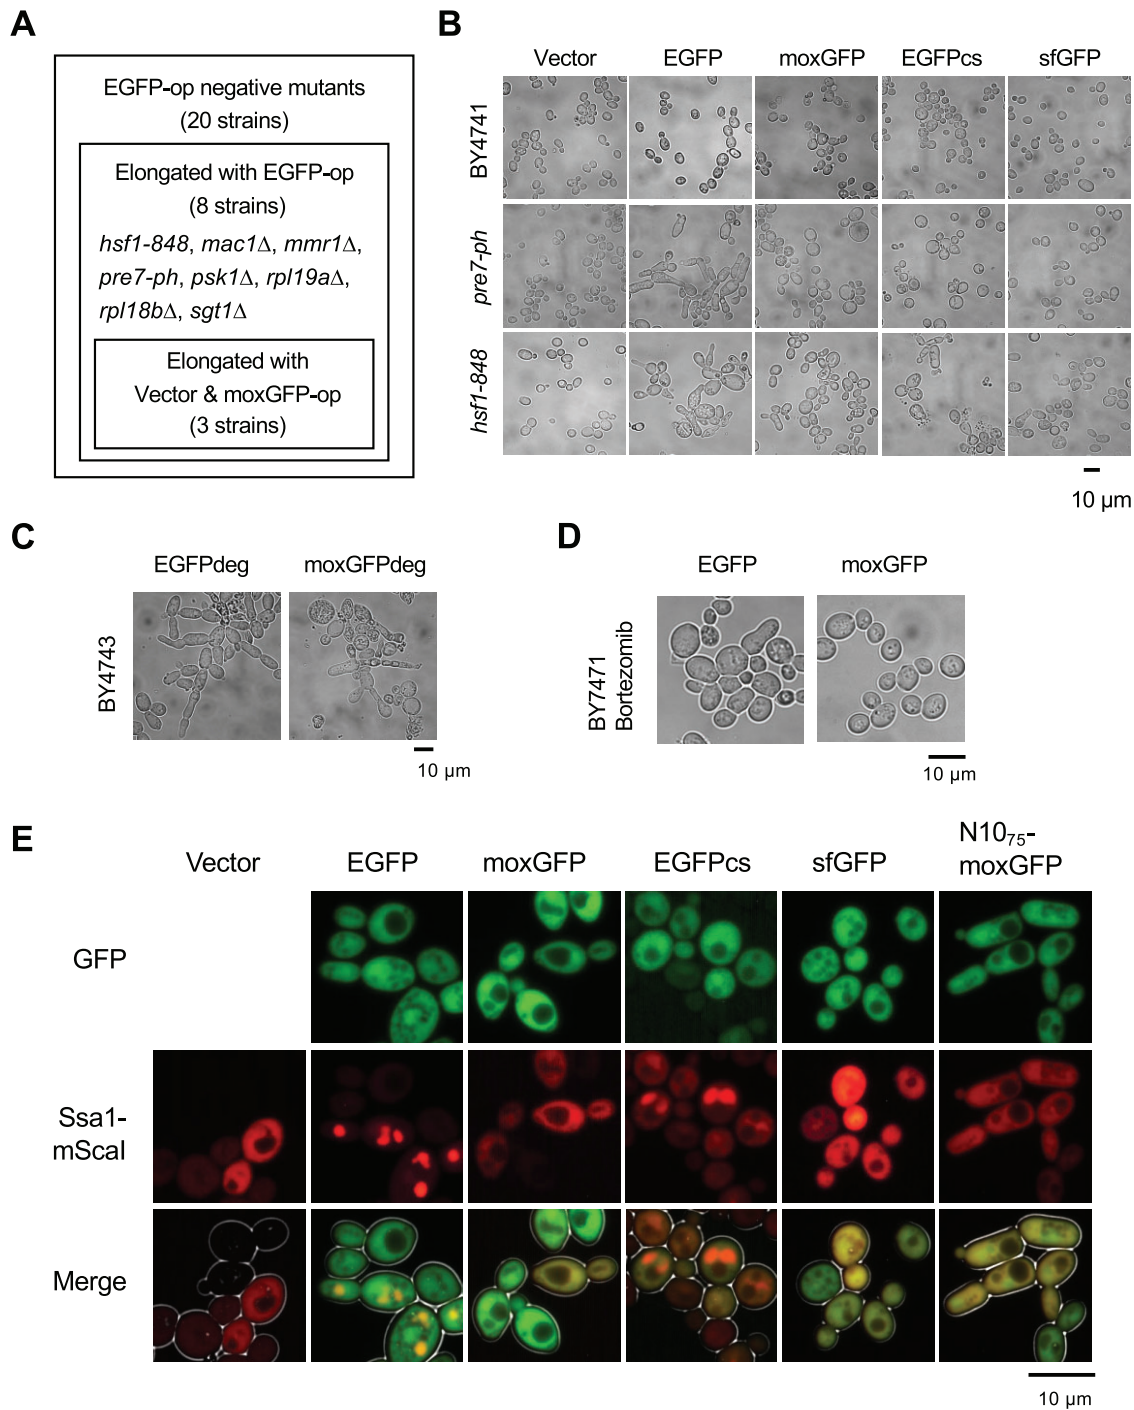 A
EGFP-op negative mutants
(20 strains)
Elongated with EGFP-op
(8 strains)
hsf1-848, mac1Δ, mmr1Δ,
pre7-ph, psk1Δ, rpl19aΔ,
rpl18bΔ, sgt1Δ
Elongated with
Vector & moxGFP-op
(3 strains)
B
Vector EGFP moxGFP EGFPcs sfGFP
BY4741
pre7-ph
hsf1-848
10 μm
C
EGFPdeg moxGFPdeg
BY4743
10 μm
D
EGFP moxGFP
BY7471
Bortezomib
10 μm
E
Vector EGFP moxGFP EGFPcs sfGFP N10₇₅-
moxGFP
GFP
Ssa1-
mScaI
Merge
10 μm